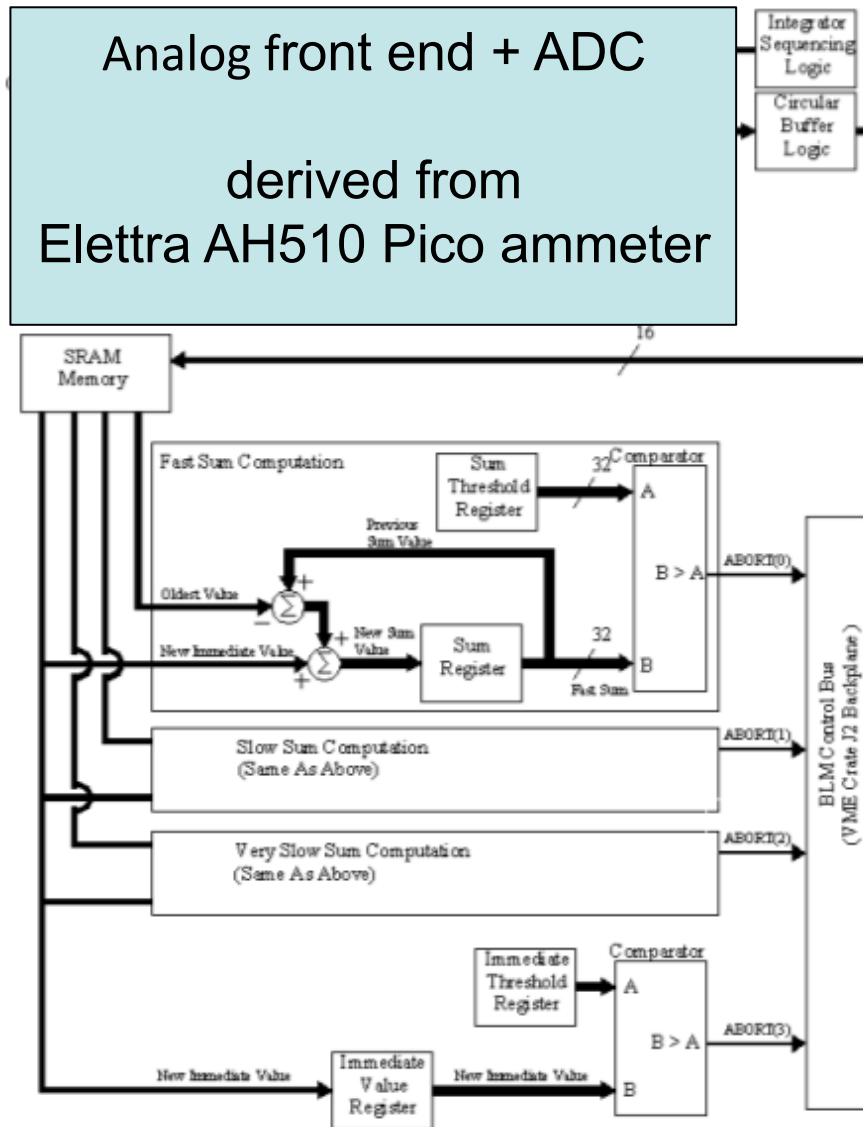 Analog front end + ADC
derived from
Elettra AH510 Pico ammeter
Integrator
Sequencing
Logic
Circular
Buffer
Logic
16
SRAM
Memory
Fast Sum Computation
Sum
Threshold
Register
32
Comparator
A
B > A
B
ABORT(0)
Previous
Sum Value
+
Oldest Value
−
Σ
+
New Sum
Value
New Immediate Value
+
Σ
Sum
Register
32
Fast Sum
Slow Sum Computation
(Same As Above)
ABORT(1)
Very Slow Sum Computation
(Same As Above)
ABORT(2)
BLM Control Bus
(VME Crate J2 Backplane )
Immediate
Threshold
Register
Comparator
A
B > A
B
ABORT(3)
New Immediate Value
Immediate
Value
Register
New Immediate Value